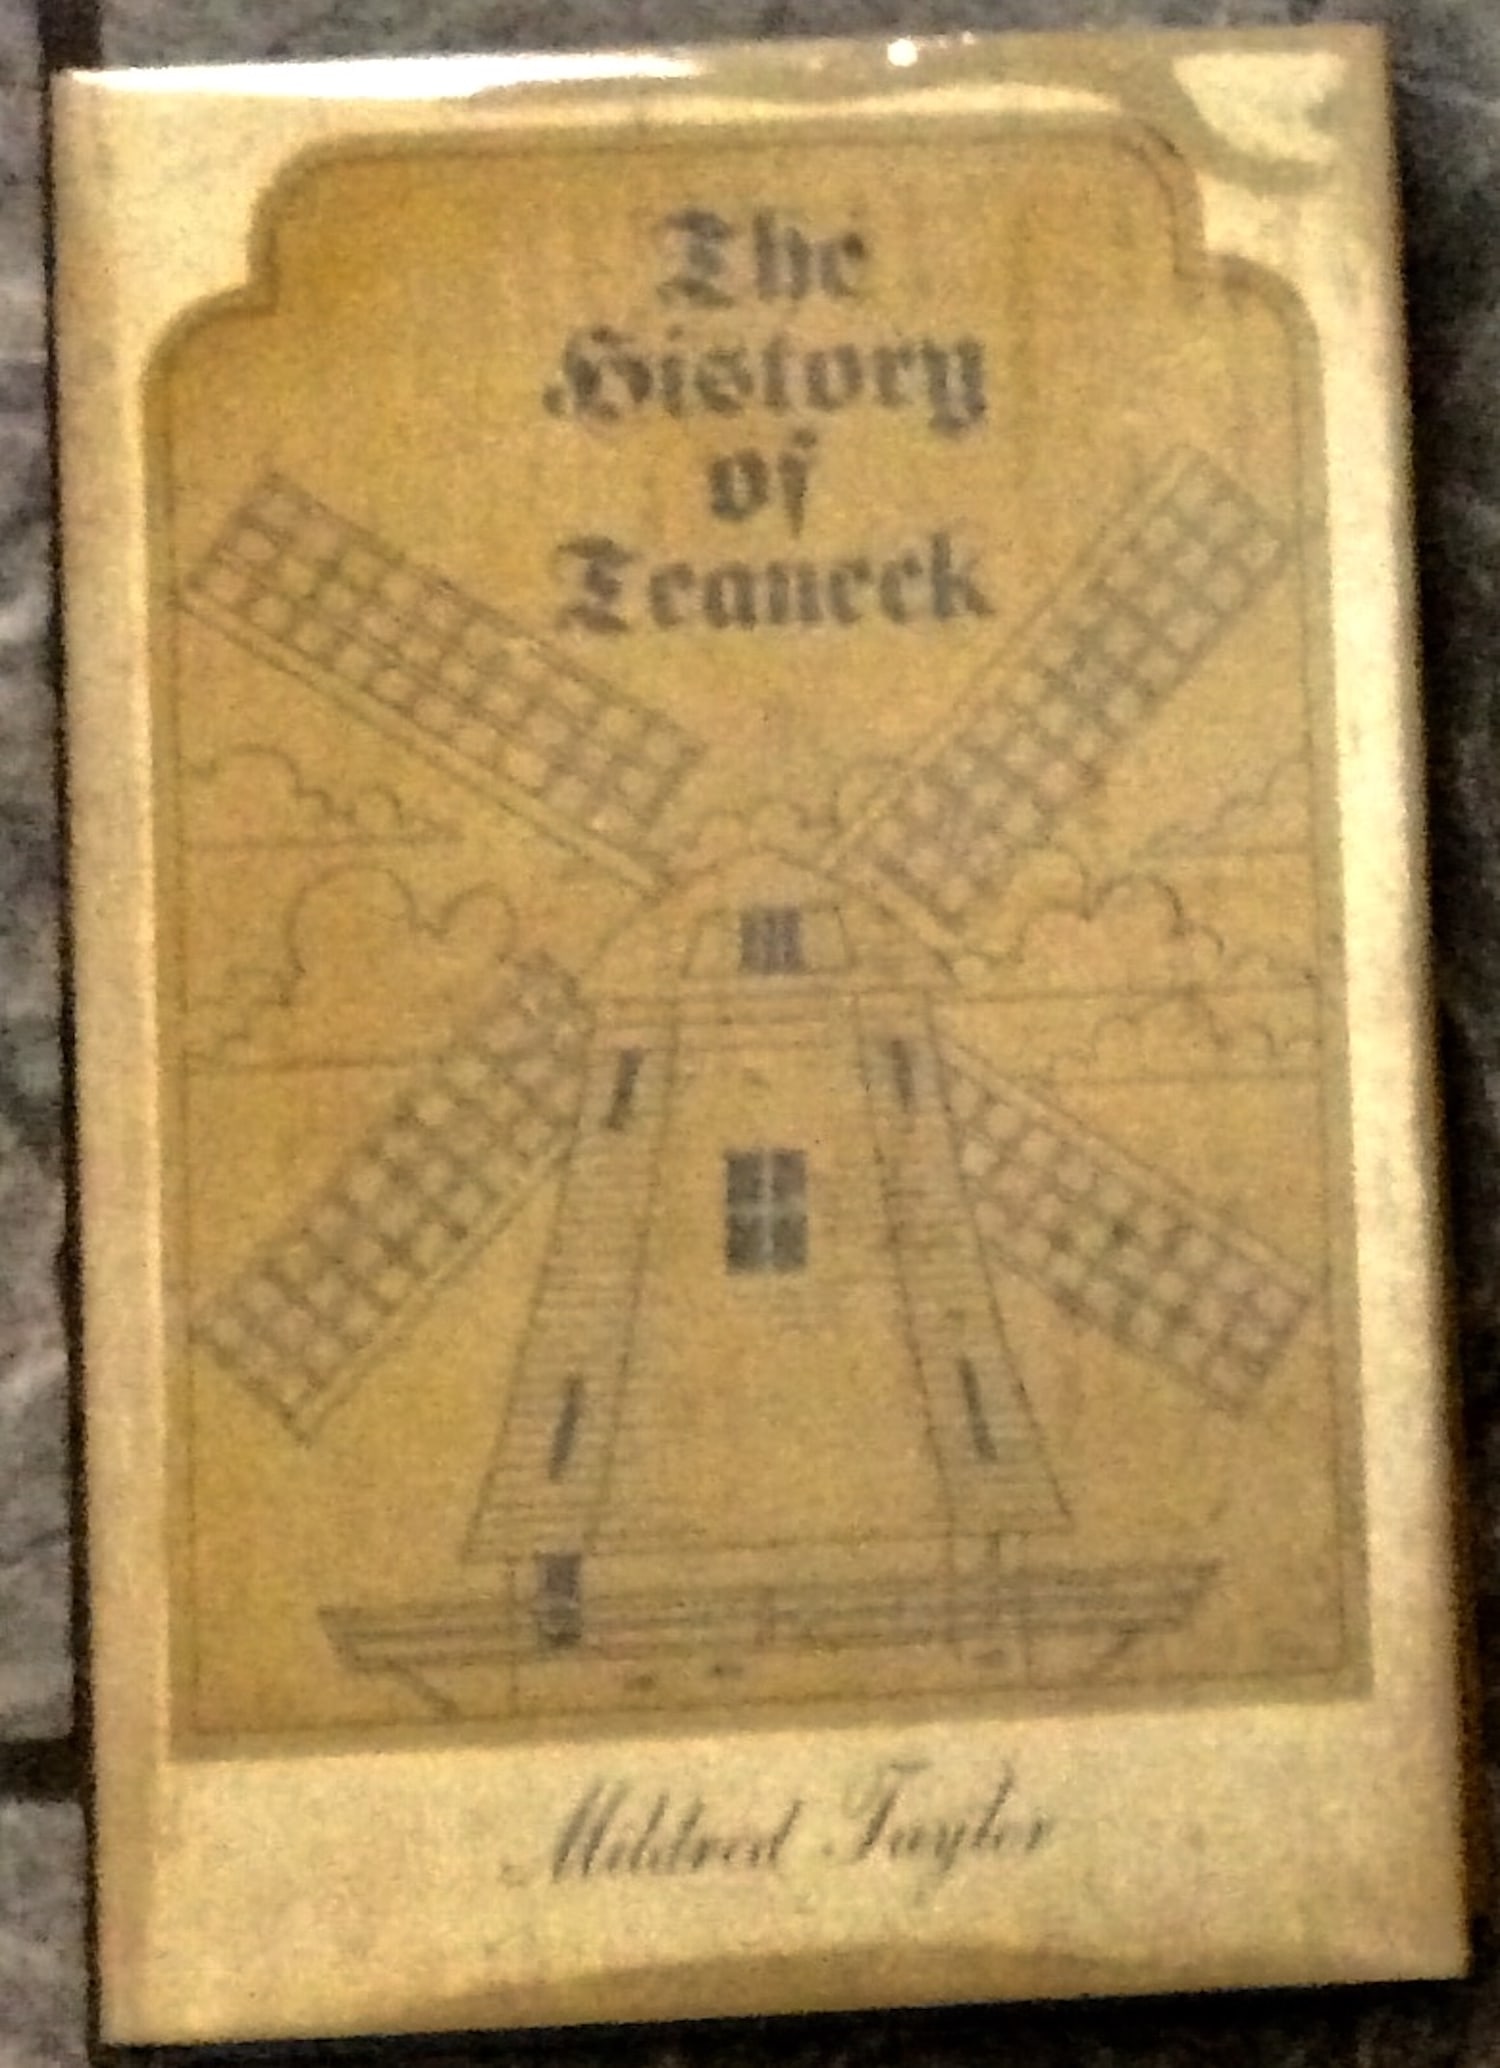 The
History
of
Teaneck
Mildred Taylor